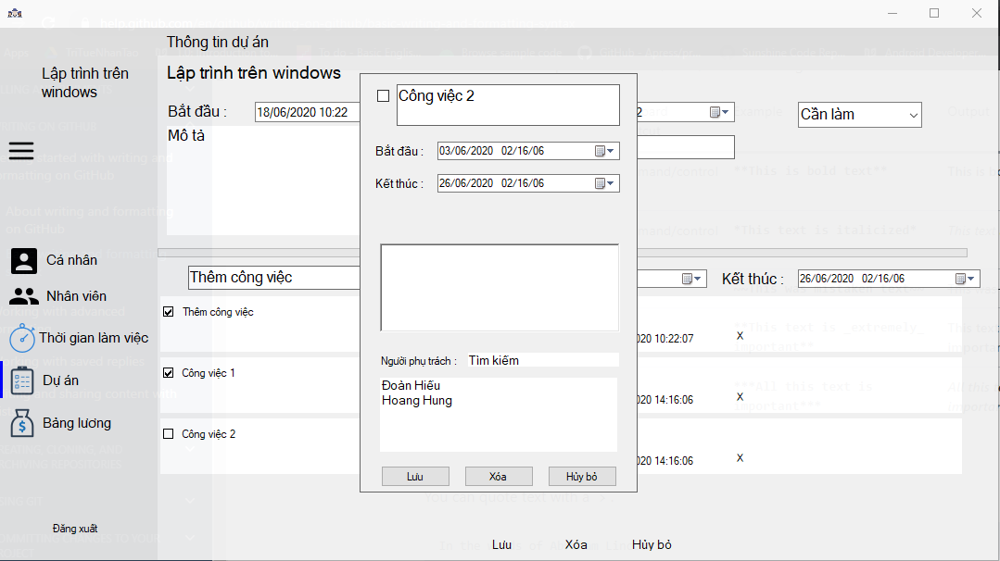 Thông tin dự án
Lập trình trên
windows
Lập trình trên windows
Bắt đầu :
18/06/2020 10:22
2
Cần làm
Mô tả
Công việc 2
Bắt đầu :
03/06/2020 02/16/06
Kết thúc :
26/06/2020 02/16/06
Người phụ trách :
Tìm kiếm
Đoàn Hiếu
Hoang Hung
Lưu
Xóa
Hủy bỏ
Cá nhân
Nhân viên
Thời gian làm việc
Dự án
Bảng lương
Đăng xuất
Thêm công việc
Kết thúc :
26/06/2020 02/16/06
Thêm công việc
020 10:22:07
X
Công việc 1
020 14:16:06
X
Công việc 2
020 14:16:06
X
Lưu
Xóa
Hủy bỏ